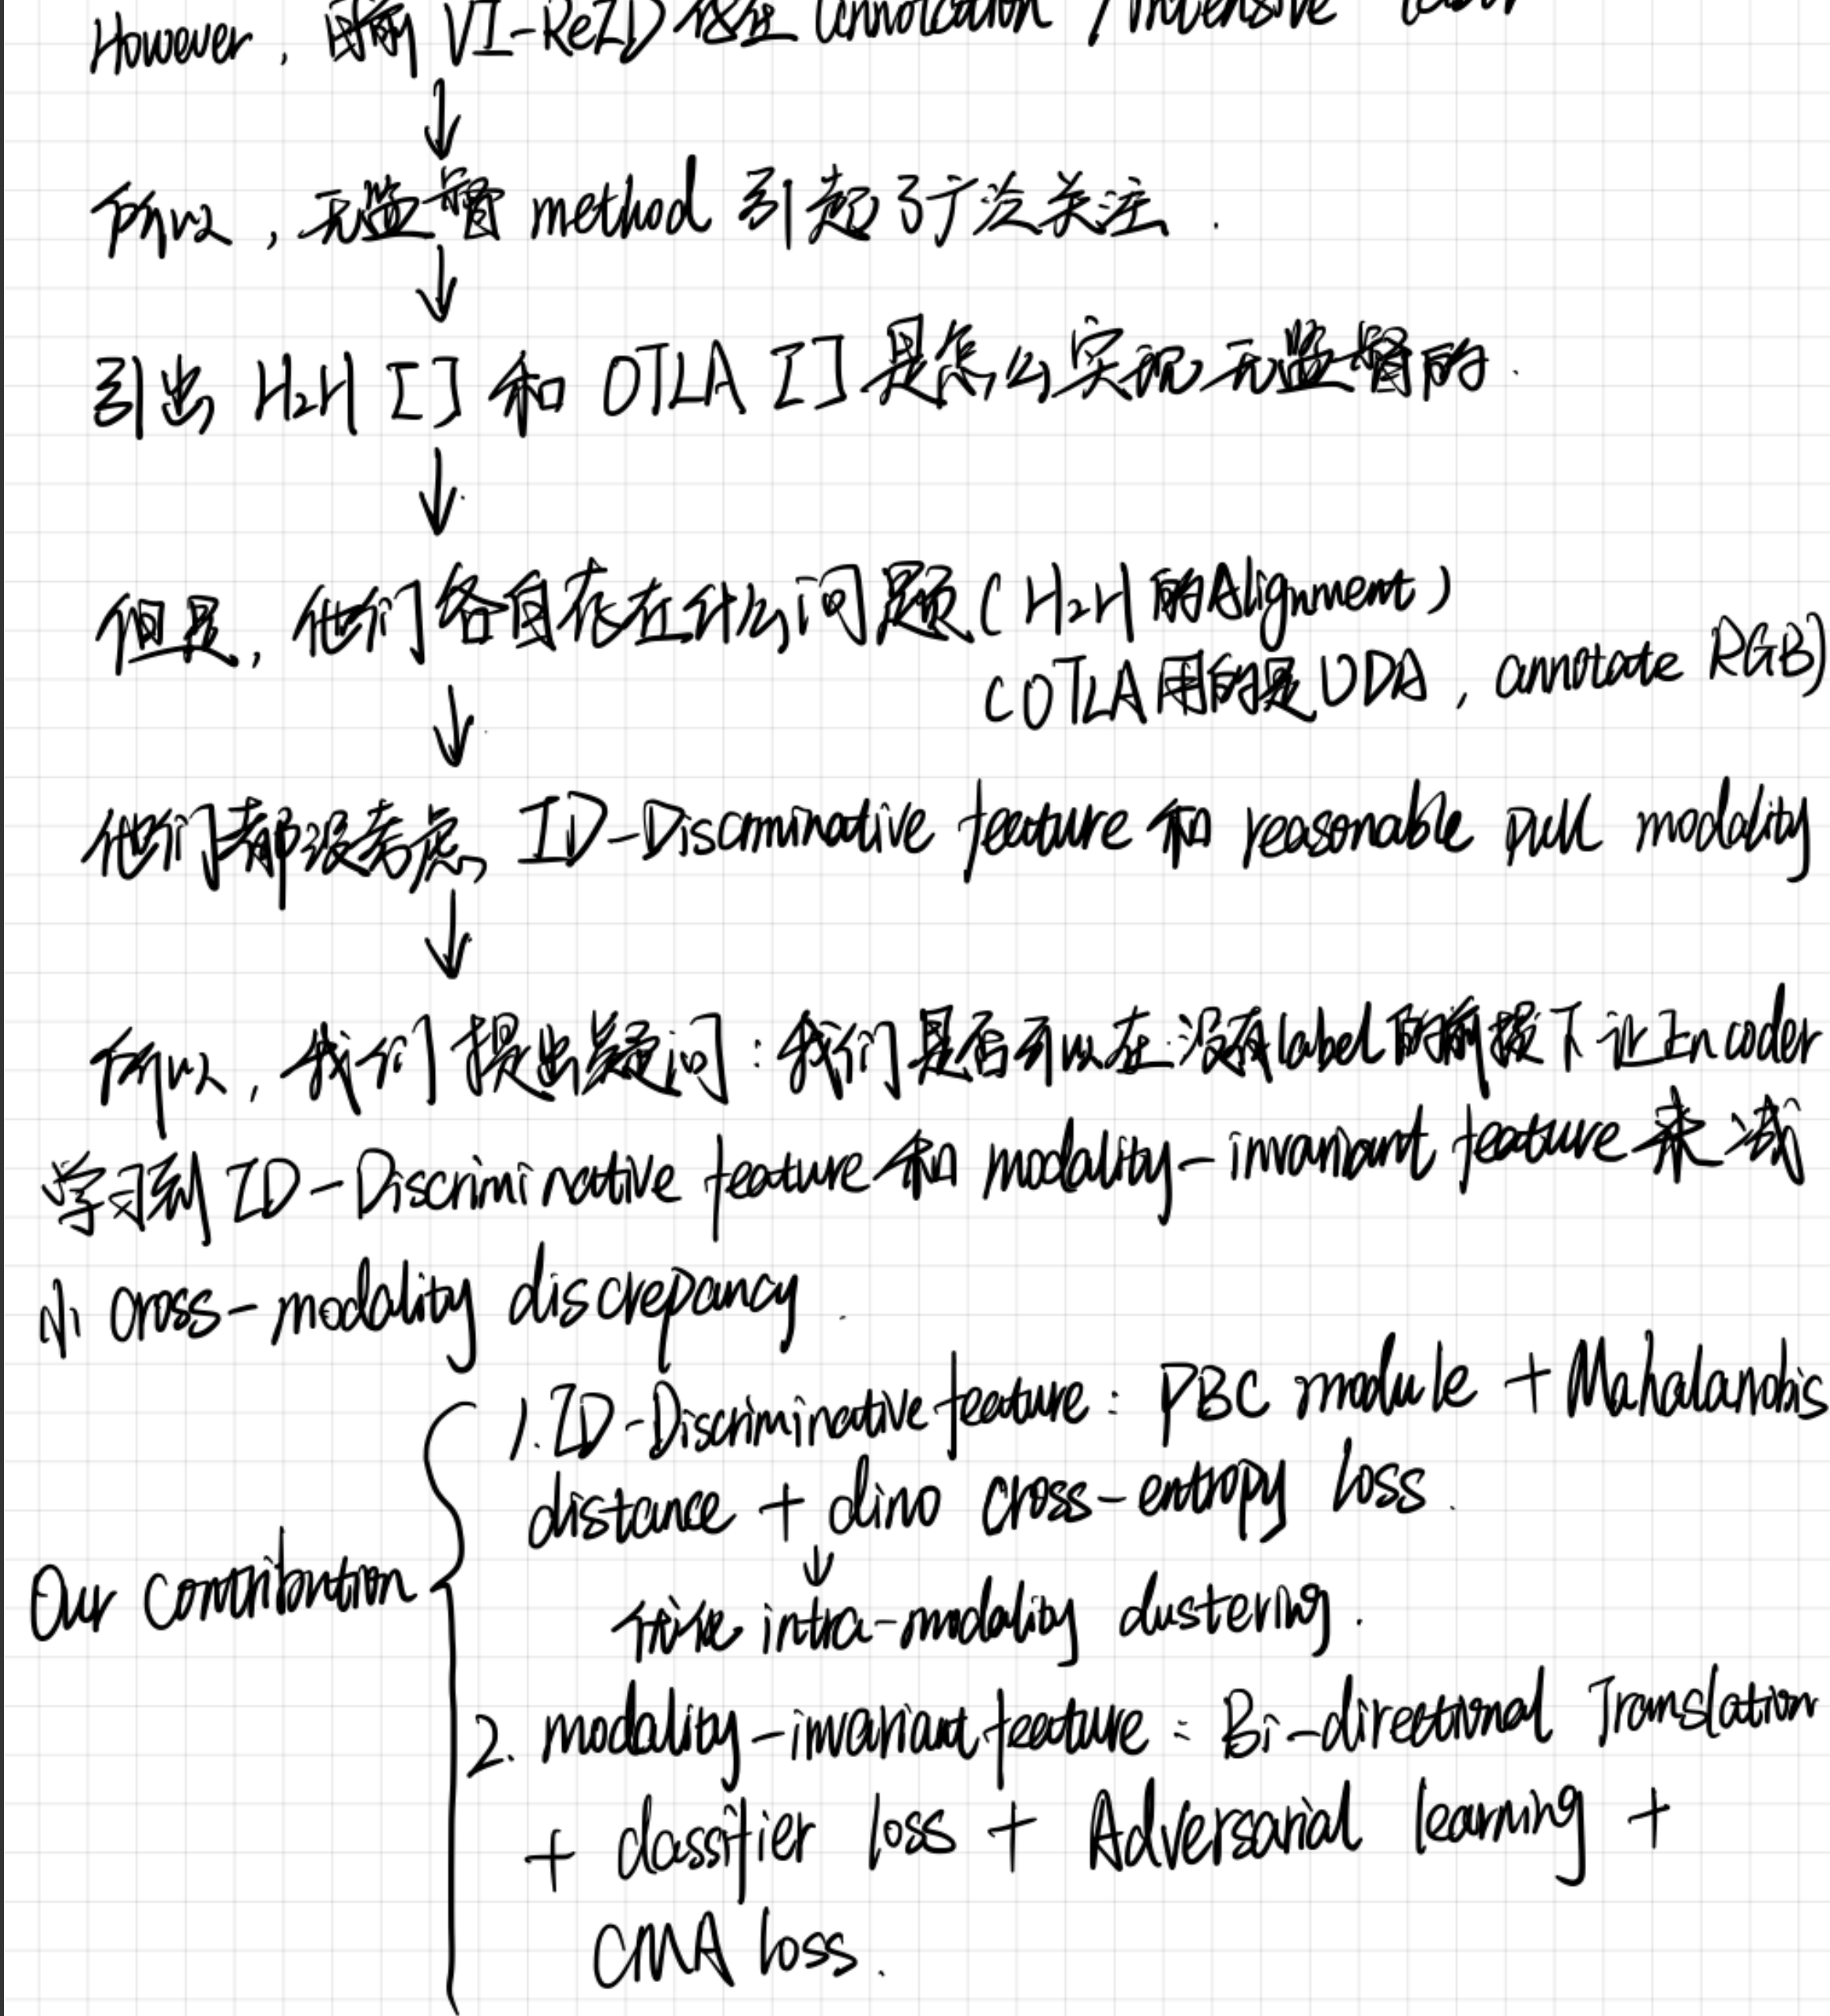 However, 目前 VI-ReID 存在 annotation / intensive
↓
所以, 无监督 method 引起了广泛关注.
↓
引出 H2H [] 和 OTLA [] 是怎么实现无监督的.
↓
但是, 他们各自存在什么问题 (H2H 的 Alignment)
(OTLA 用的是 UDA, annotate RGB)
↓
他们都没考虑 ID-Discriminative feature 和 reasonable pull modality
↓
所以, 我们提出疑问: 我们是否可以在没有 label 的前提下让 Encoder
学习到 ID-Discriminative feature 和 modality-invariant feature 来减
小 cross-modality discrepancy.
1. ID-Discriminative feature: PBC module + Mahalanobis
distance + dino cross-entropy loss.
↓
Our contribution
intra-modality clustering.
2. modality-invariant feature: Bi-directional Translation
+ classifier loss + Adversarial learning +
CMA loss.